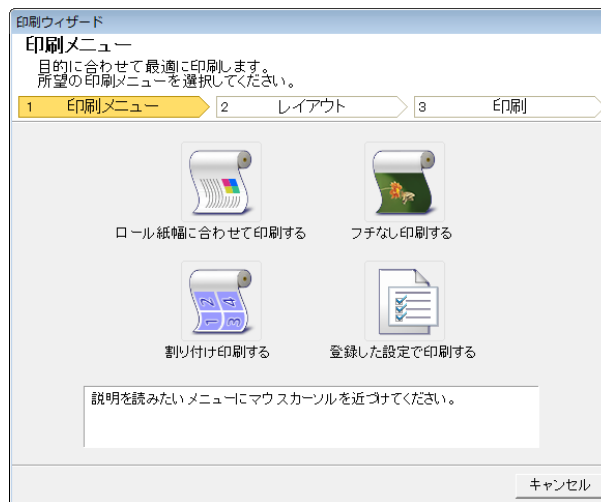 印刷ウィザード
印刷メニュー
目的に合わせて最適に印刷します。
所望の印刷メニューを選択してください。
1 印刷メニュー 2 レイアウト 3 印刷
ロール紙幅に合わせて印刷する フチなし印刷する
1 2 3 4
割り付け印刷する 登録した設定で印刷する
説明を読みたいメニューにマウスカーソルを近づけてください。
キャンセル